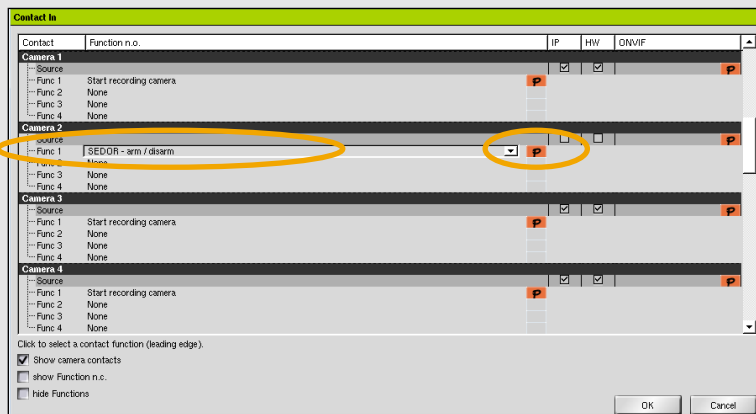 Contact In
Contact Function n.o. IP HW ONVIF
Camera 1
Source P
Func 1 Start recording camera P
Func 2 None
Func 3 None
Func 4 None
Camera 2
Source P
Func 1 SEDOR - arm / disarm P
Func 2 None
Func 3 None
Func 4 None
Camera 3
Source P
Func 1 Start recording camera P
Func 2 None
Func 3 None
Func 4 None
Camera 4
Source P
Func 1 Start recording camera P
Func 2 None
Func 3 None
Func 4 None
Click to select a contact function (leading edge).
Show camera contacts
show Function n.c.
hide Functions
OK Cancel